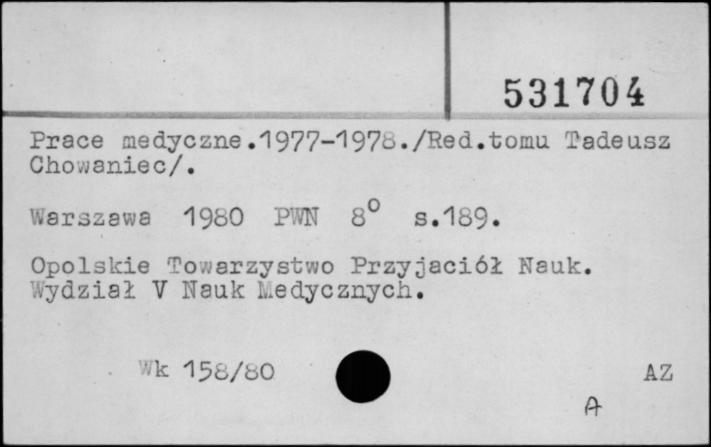 531704
Prace medyczne.1977-1978./Red.tomu Tadeusz
Chowaniec/.
Warszawa 1980 PWN 8° s.189.
Opolskie Towarzystwo Przyjaciół Nauk.
Wydział V Nauk Medycznych.
Wk 158/80
AZ
A